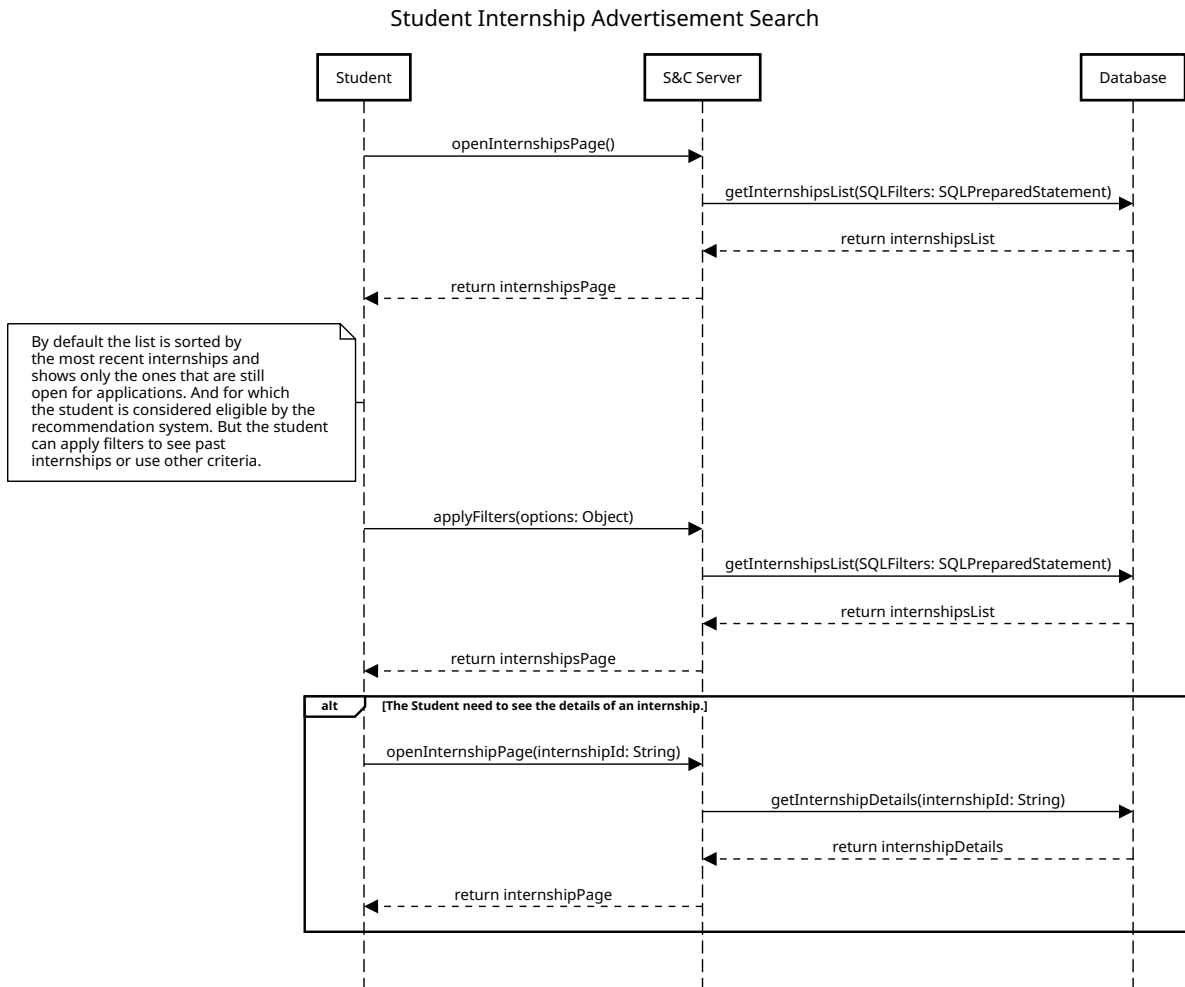 Student Internship Advertisement Search
Student
S&C Server
Database
openInternshipsPage()
getInternshipsList(SQLFilters: SQLPreparedStatement)
return internshipsList
return internshipsPage
By default the list is sorted by
the most recent internships and
shows only the ones that are still
open for applications. And for which
the student is considered eligible by the
recommendation system. But the student
can apply filters to see past
internships or use other criteria.
applyFilters(options: Object)
getInternshipsList(SQLFilters: SQLPreparedStatement)
return internshipsList
return internshipsPage
alt
[The Student need to see the details of an internship.]
openInternshipPage(internshipId: String)
getInternshipDetails(internshipId: String)
return internshipDetails
return internshipPage